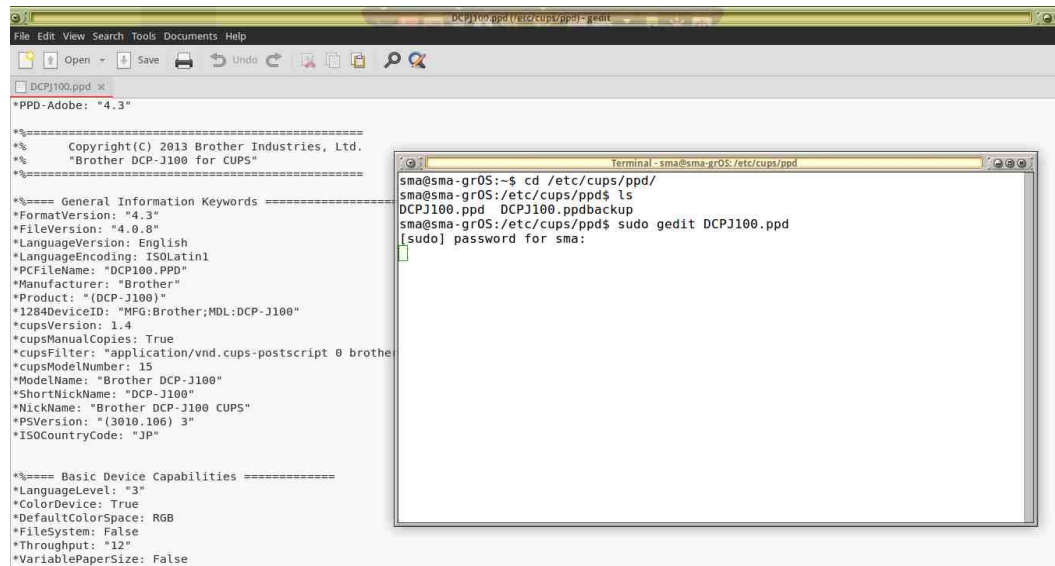 DCPJ100.ppd (/etc/cups/ppd) - gedit
File Edit View Search Tools Documents Help
Open Save Undo
DCPJ100.ppd ×
*PPD-Adobe: "4.3"
*%================================================
*% Copyright(C) 2013 Brother Industries, Ltd.
*% "Brother DCP-J100 for CUPS"
*%================================================
*%==== General Information Keywords ===================
*FormatVersion: "4.3"
*FileVersion: "4.0.8"
*LanguageVersion: English
*LanguageEncoding: ISOLatin1
*PCFileName: "DCP100.PPD"
*Manufacturer: "Brother"
*Product: "(DCP-J100)"
*1284DeviceID: "MFG:Brother;MDL:DCP-J100"
*cupsVersion: 1.4
*cupsManualCopies: True
*cupsFilter: "application/vnd.cups-postscript 0 brother
*cupsModelNumber: 15
*ModelName: "Brother DCP-J100"
*ShortNickName: "DCP-J100"
*NickName: "Brother DCP-J100 CUPS"
*PSVersion: "(3010.106) 3"
*ISOCountryCode: "JP"
*%==== Basic Device Capabilities =============
*LanguageLevel: "3"
*ColorDevice: True
*DefaultColorSpace: RGB
*FileSystem: False
*Throughput: "12"
*VariablePaperSize: False
Terminal - sma@sma-grOS: /etc/cups/ppd
sma@sma-grOS:~$ cd /etc/cups/ppd/
sma@sma-grOS:/etc/cups/ppd$ ls
DCPJ100.ppd DCPJ100.ppdbackup
sma@sma-grOS:/etc/cups/ppd$ sudo gedit DCPJ100.ppd
[sudo] password for sma: